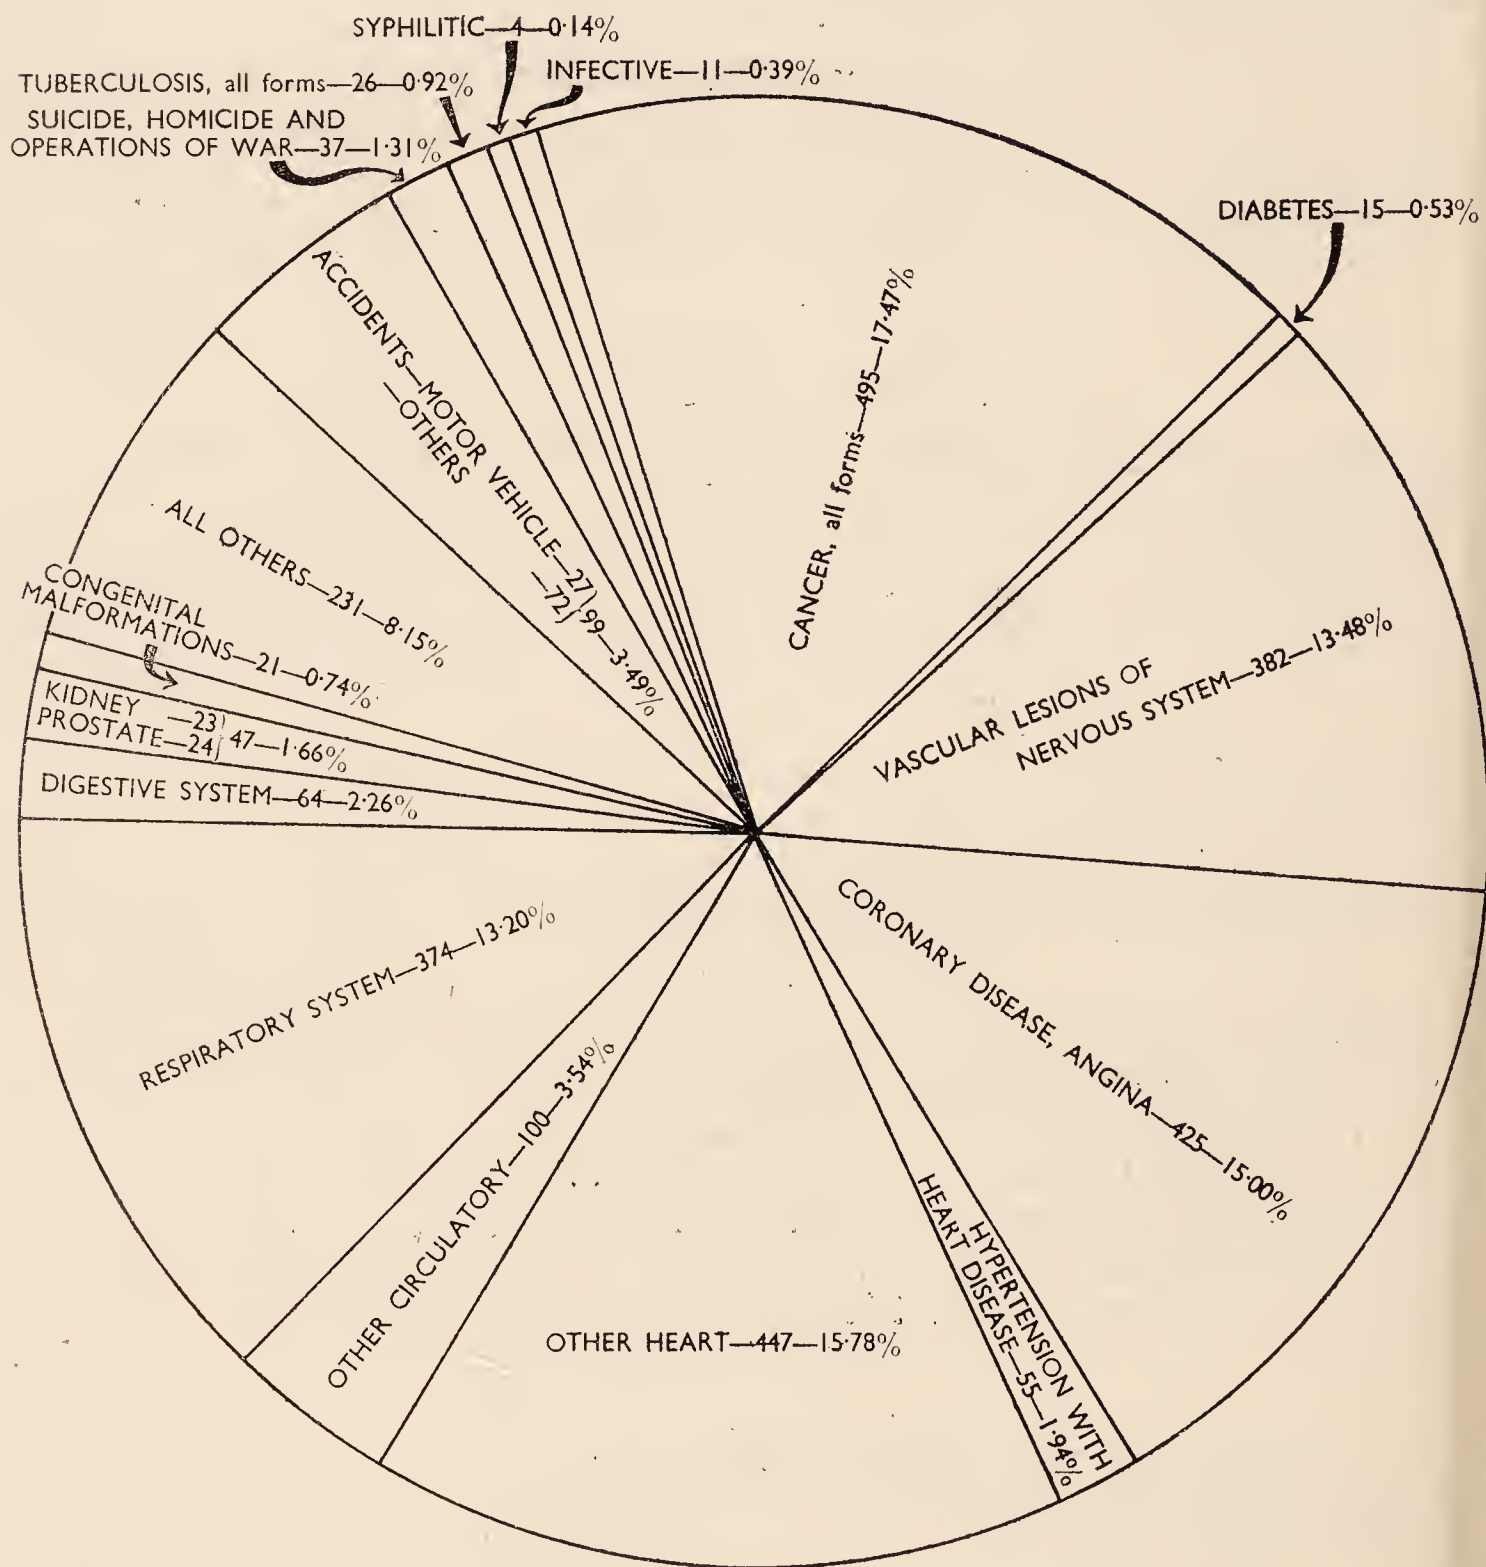 SYPHILITIC—4—0·14%
INFECTIVE—11—0·39%
TUBERCULOSIS, all forms—26—0·92%
SUICIDE, HOMICIDE AND
OPERATIONS OF WAR—37—1·31%
DIABETES—15—0·53%
CANCER, all forms—495—17·47%
ACCIDENTS—MOTOR VEHICLE—27}
—OTHERS —72} 99—3·49%
VASCULAR LESIONS OF
NERVOUS SYSTEM—382—13·48%
ALL OTHERS—231—8·15%
CONGENITAL
MALFORMATIONS—21—0·74%
KIDNEY —23}
PROSTATE—24} 47—1·66%
DIGESTIVE SYSTEM—64—2·26%
CORONARY DISEASE, ANGINA—425—15·00%
RESPIRATORY SYSTEM—374—13·20%
OTHER CIRCULATORY—100—3·54%
HYPERTENSION WITH
HEART DISEASE—55—1·94%
OTHER HEART—447—15·78%